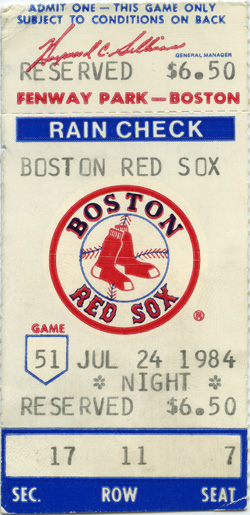 ADMIT ONE — THIS GAME ONLY
SUBJECT TO CONDITIONS ON BACK
Haywood C. Sullivan
GENERAL MANAGER
RESERVED $6.50
FENWAY PARK — BOSTON
RAIN CHECK
BOSTON RED SOX
BOSTON
RED SOX
®
GAME
51 JUL 24 1984
* NIGHT *
RESERVED $6.50
17 11 7
SEC. ROW SEAT